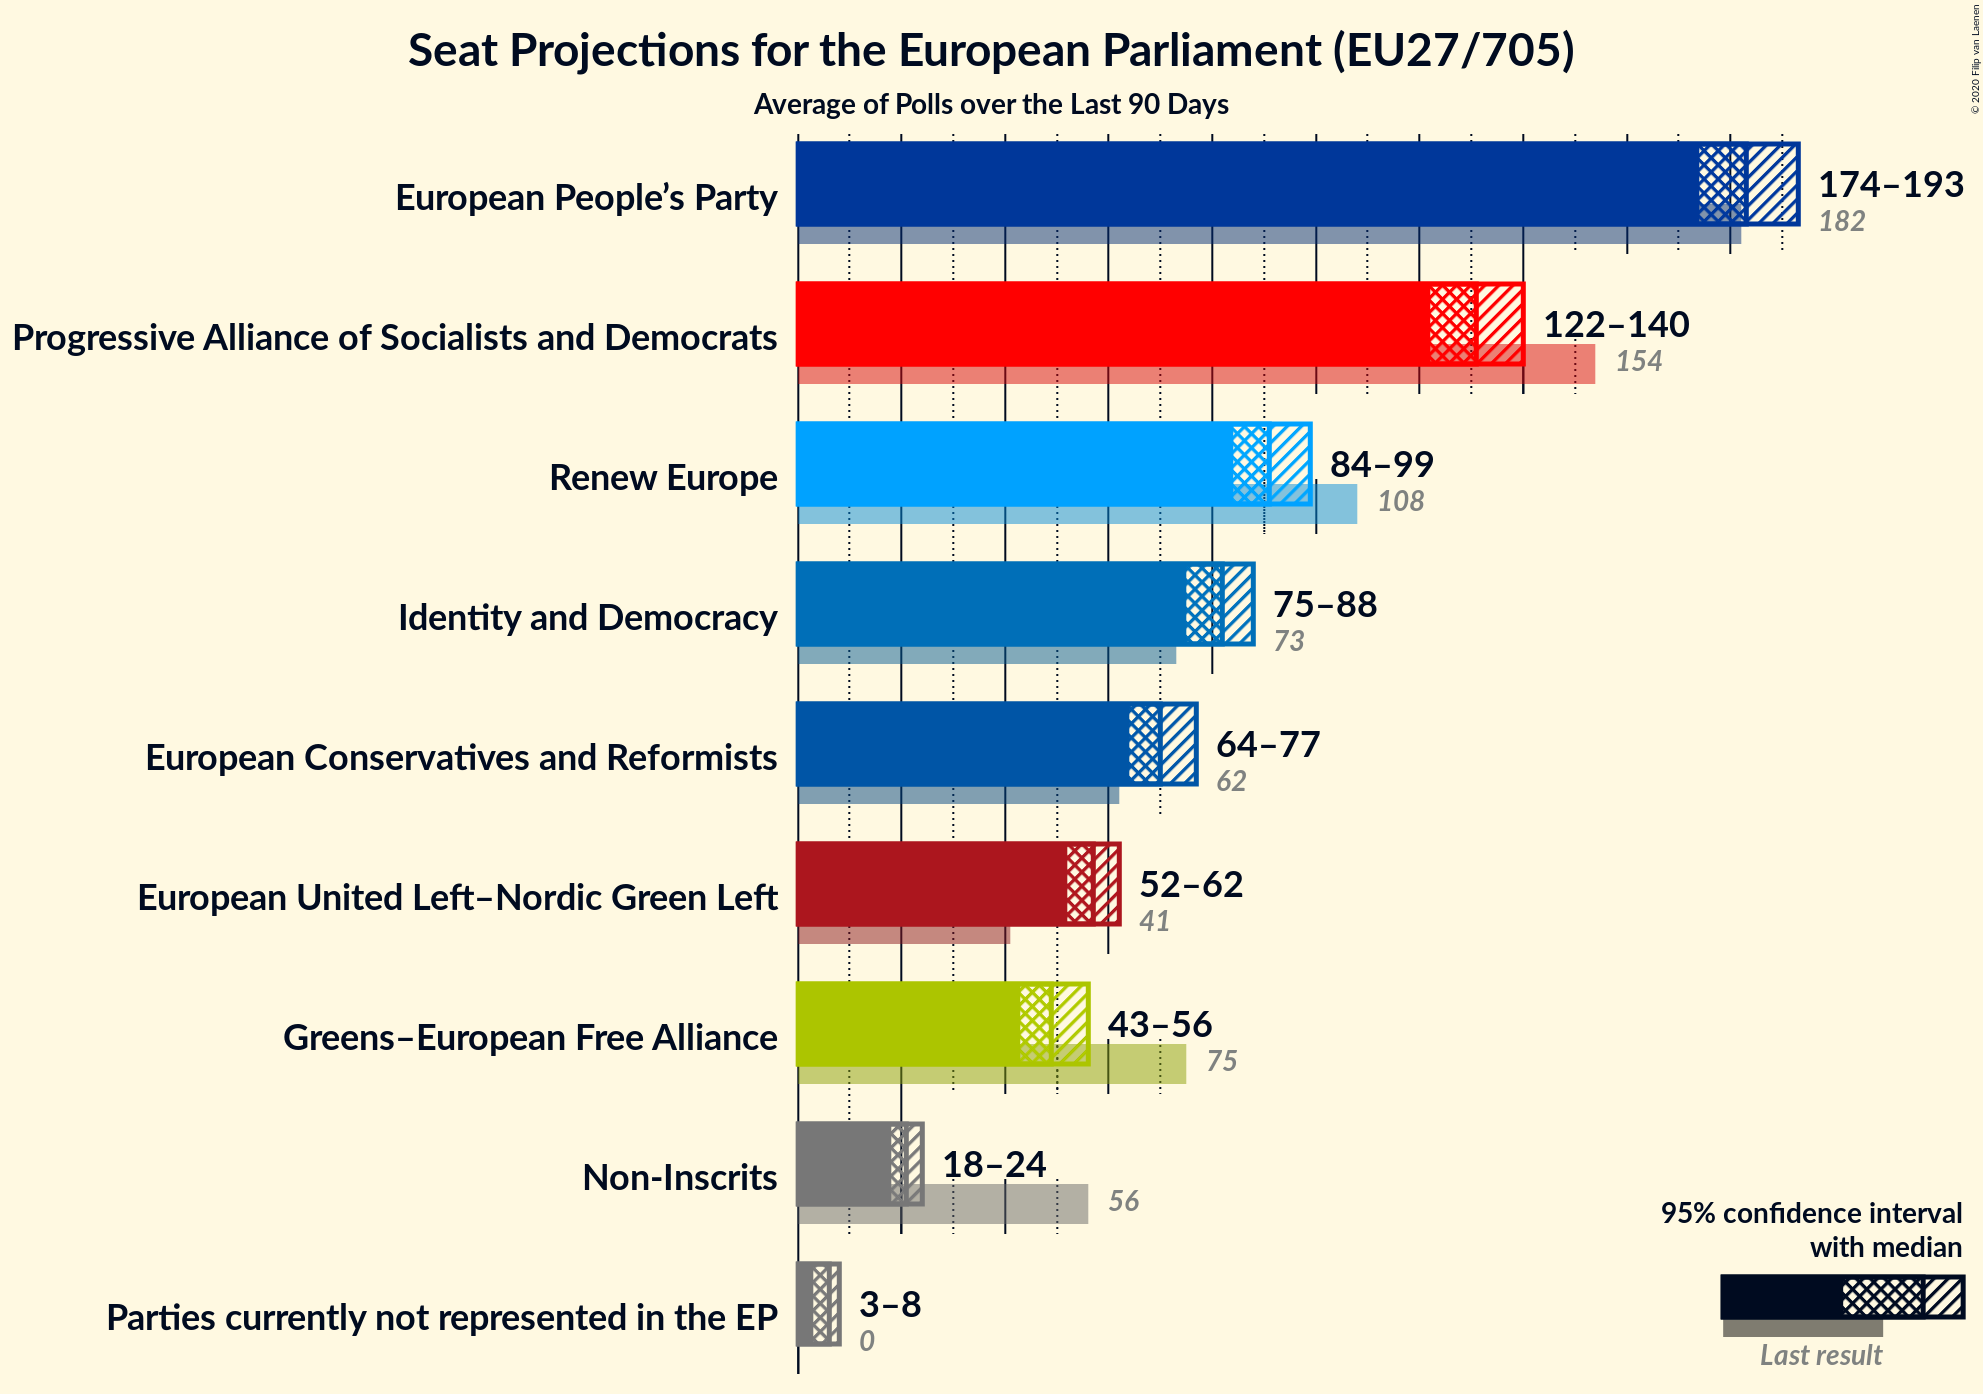 Seat Projections for the European Parliament (EU27/705)
Average of Polls over the Last 90 Days
© 2020 Filip van Laenen
European People’s Party
174–193
182
Progressive Alliance of Socialists and Democrats
122–140
154
Renew Europe
84–99
108
Identity and Democracy
75–88
73
European Conservatives and Reformists
64–77
62
European United Left–Nordic Green Left
52–62
41
Greens–European Free Alliance
43–56
75
Non-Inscrits
18–24
56
Parties currently not represented in the EP
3–8
0
95% confidence interval
with median
Last result